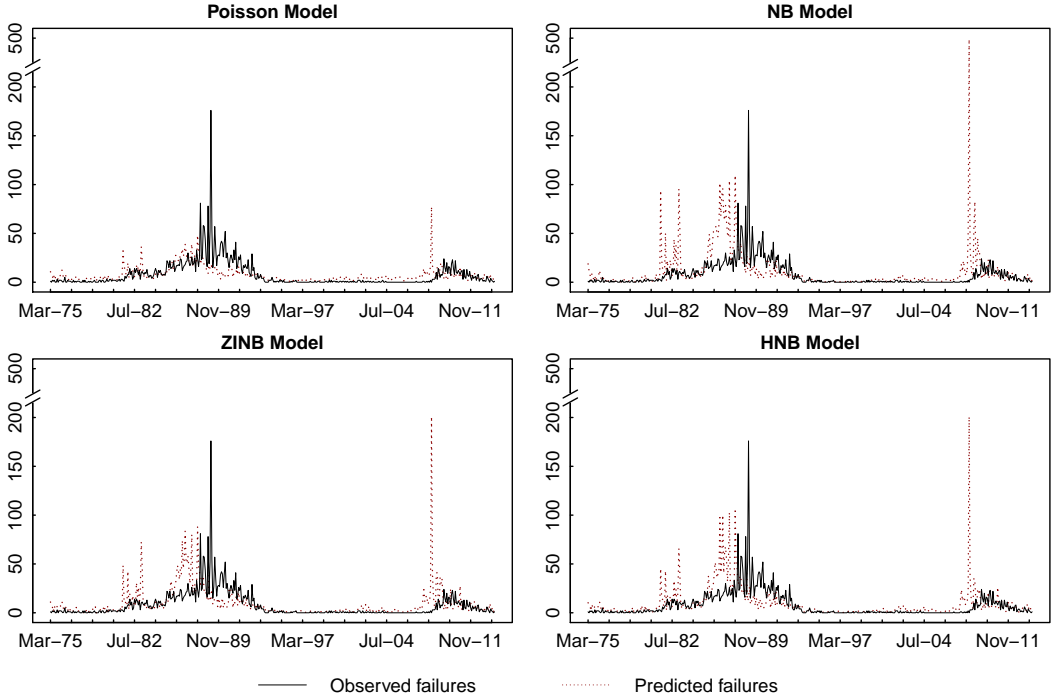 Poisson Model
NB Model
500
200
150
100
50
0
500
200
150
100
50
0
Mar−75 Jul−82 Nov−89 Mar−97 Jul−04 Nov−11
Mar−75 Jul−82 Nov−89 Mar−97 Jul−04 Nov−11
ZINB Model
HNB Model
500
200
150
100
50
0
500
200
150
100
50
0
Mar−75 Jul−82 Nov−89 Mar−97 Jul−04 Nov−11
Mar−75 Jul−82 Nov−89 Mar−97 Jul−04 Nov−11
Observed failures
Predicted failures